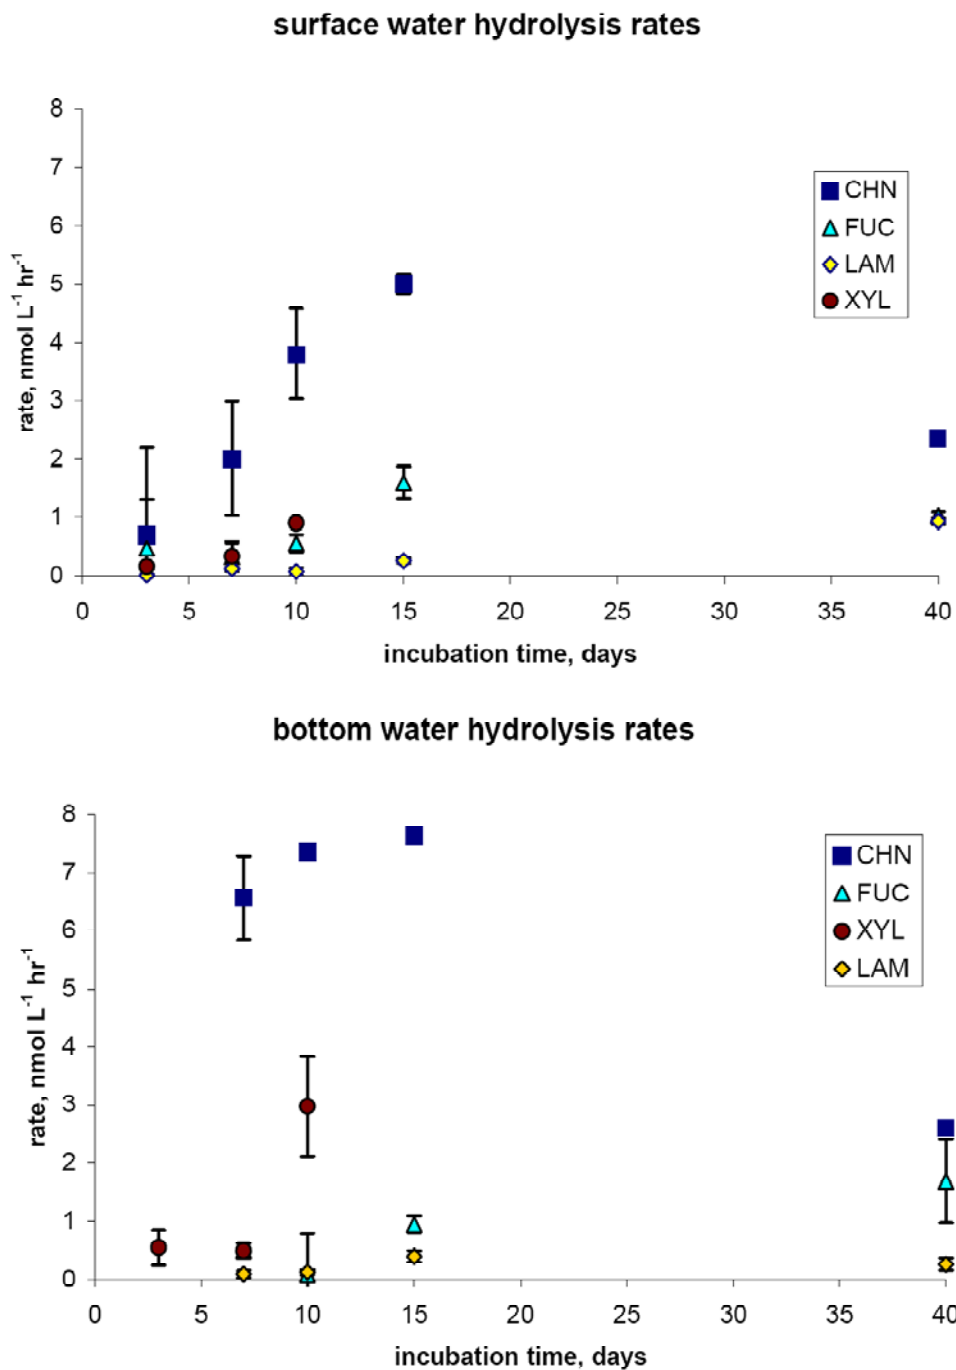 surface water hydrolysis rates
8
7
6
5
4
3
2
1
0
rate, nmol L⁻¹ hr⁻¹
CHN
FUC
LAM
XYL
0 5 10 15 20 25 30 35 40
incubation time, days
bottom water hydrolysis rates
8
7
6
5
4
3
2
1
0
rate, nmol L⁻¹ hr⁻¹
CHN
FUC
XYL
LAM
0 5 10 15 20 25 30 35 40
incubation time, days